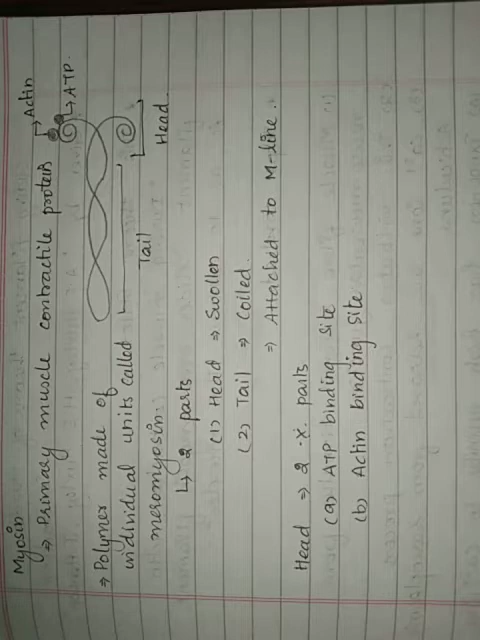 Myosin
⇒ Primary muscle contractile protein
Actin
ATP.
⇒ Polymer made of
individual units called
meromyosin.
Tail
Head.
↳ 2 parts
(1) Head ⇒ Swollen
(2) Tail ⇒ Coiled.
⇒ Attatched to M-line.
Head ⇒ 2 parts
(a) ATP binding site
(b) Actin binding site